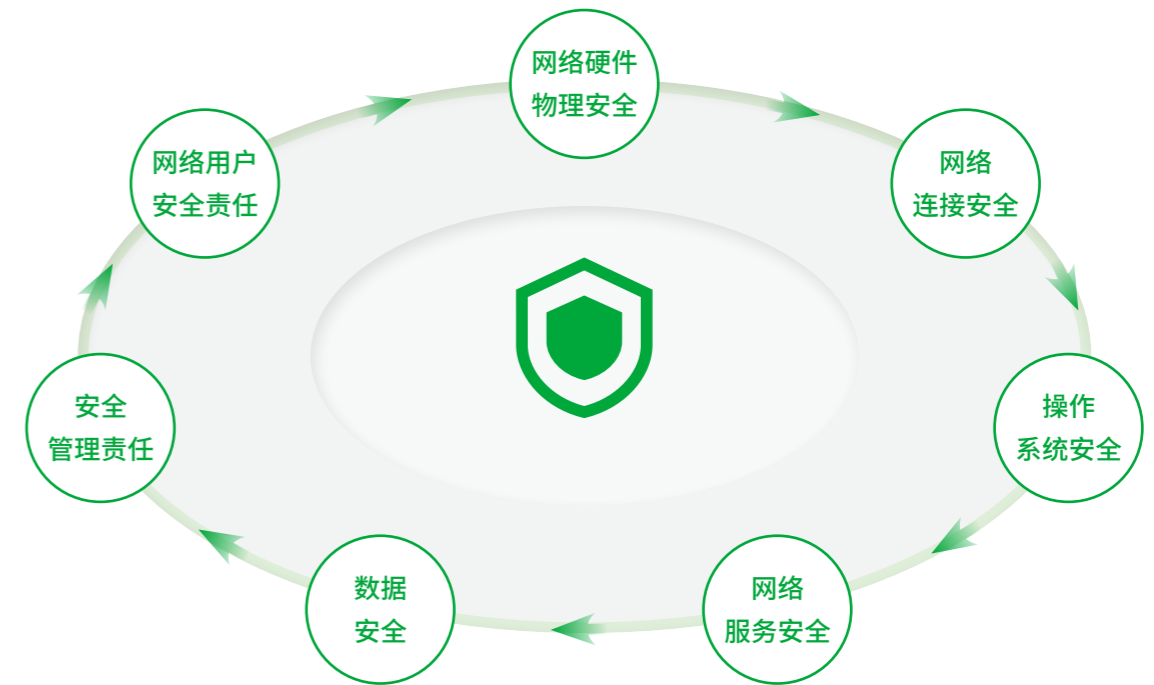 网络硬件
物理安全
网络
连接安全
操作
系统安全
网络
服务安全
数据
安全
安全
管理责任
网络用户
安全责任